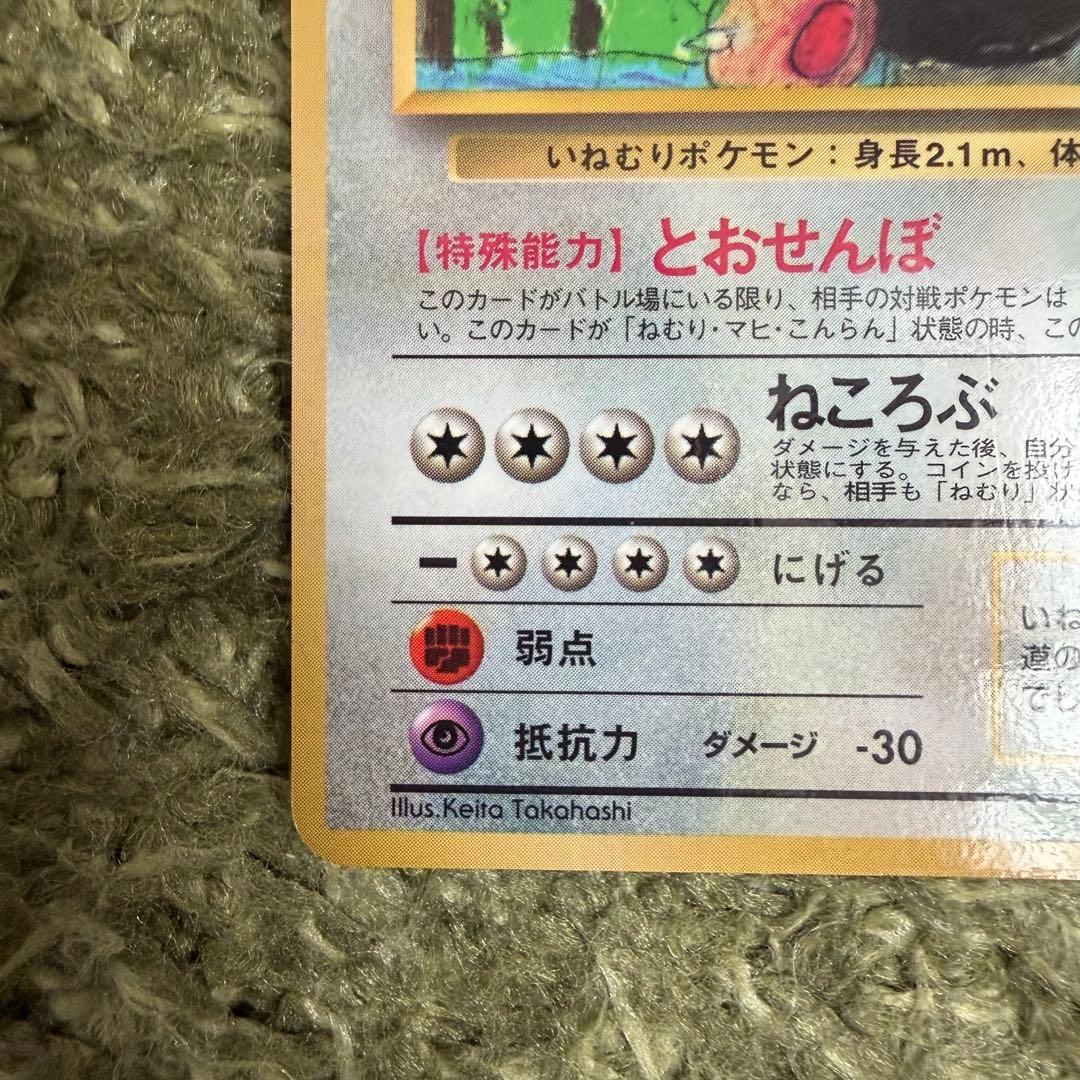 いねむりポケモン：身長2.1m、体
【特殊能力】とおせんぼ
このカードがバトル場にいる限り、相手の対戦ポケモンは
い。このカードが「ねむり・マヒ・こんらん」状態の時、この
ねころぶ
ダメージを与えた後、自分
状態にする。コインを投げ
なら、相手も「ねむり」状
ー にげる
弱点
抵抗力 ダメージ -30
いね
道の
でし
Illus.Keita Takahashi